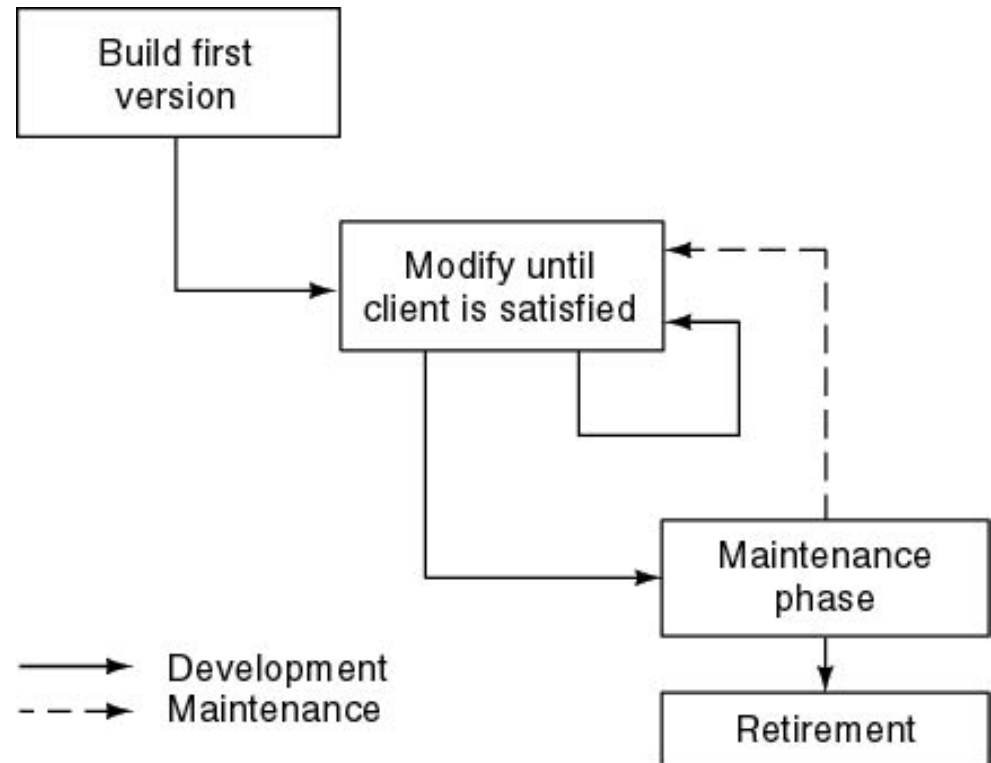 Build first
version
Modify until
client is satisfied
Maintenance
phase
Development
Maintenance
Retirement